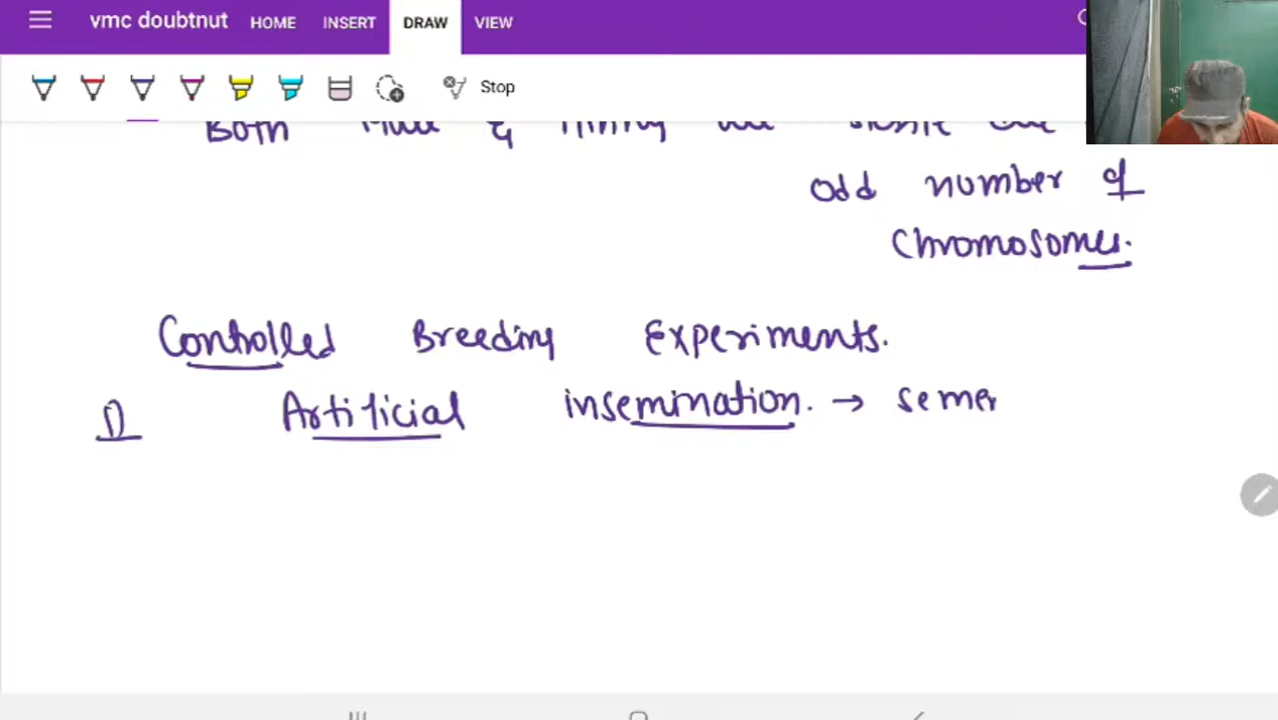 vmc doubtnut HOME INSERT DRAW VIEW
Stop
Both
odd number of
Chromosomes.
Controlled Breeding Experiments.
1) Artificial insemination. → semen